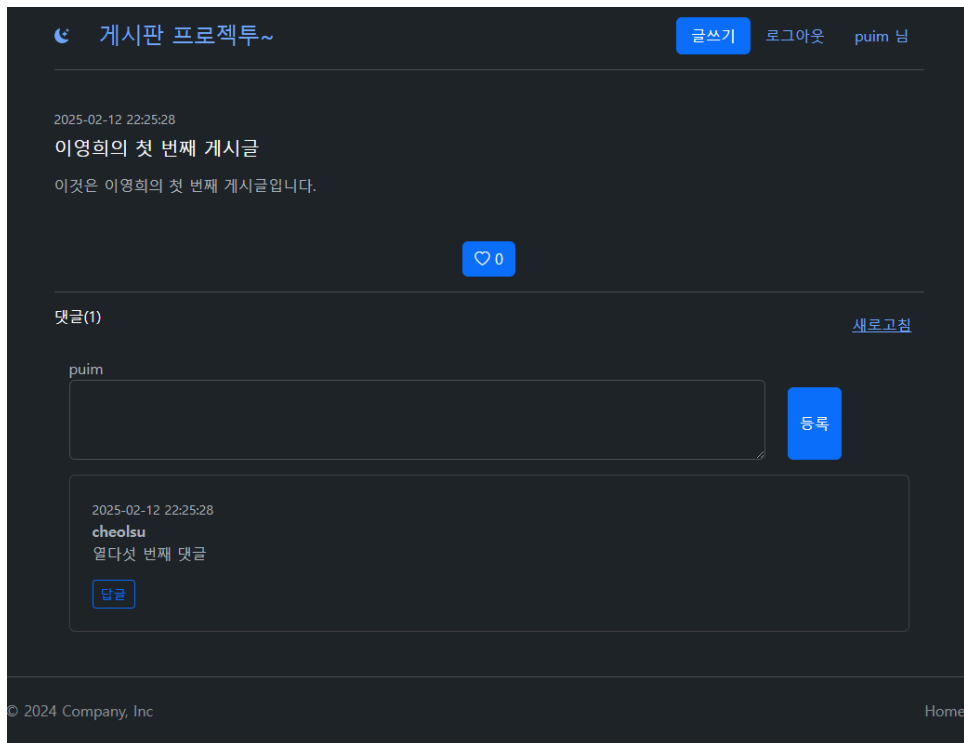 게시판 프로젝투~
글쓰기 로그아웃 puim 님
2025-02-12 22:25:28
이영희의 첫 번째 게시글
이것은 이영희의 첫 번째 게시글입니다.
0
댓글(1)
새로고침
puim
등록
2025-02-12 22:25:28
cheolsu
열다섯 번째 댓글
답글
© 2024 Company, Inc Home